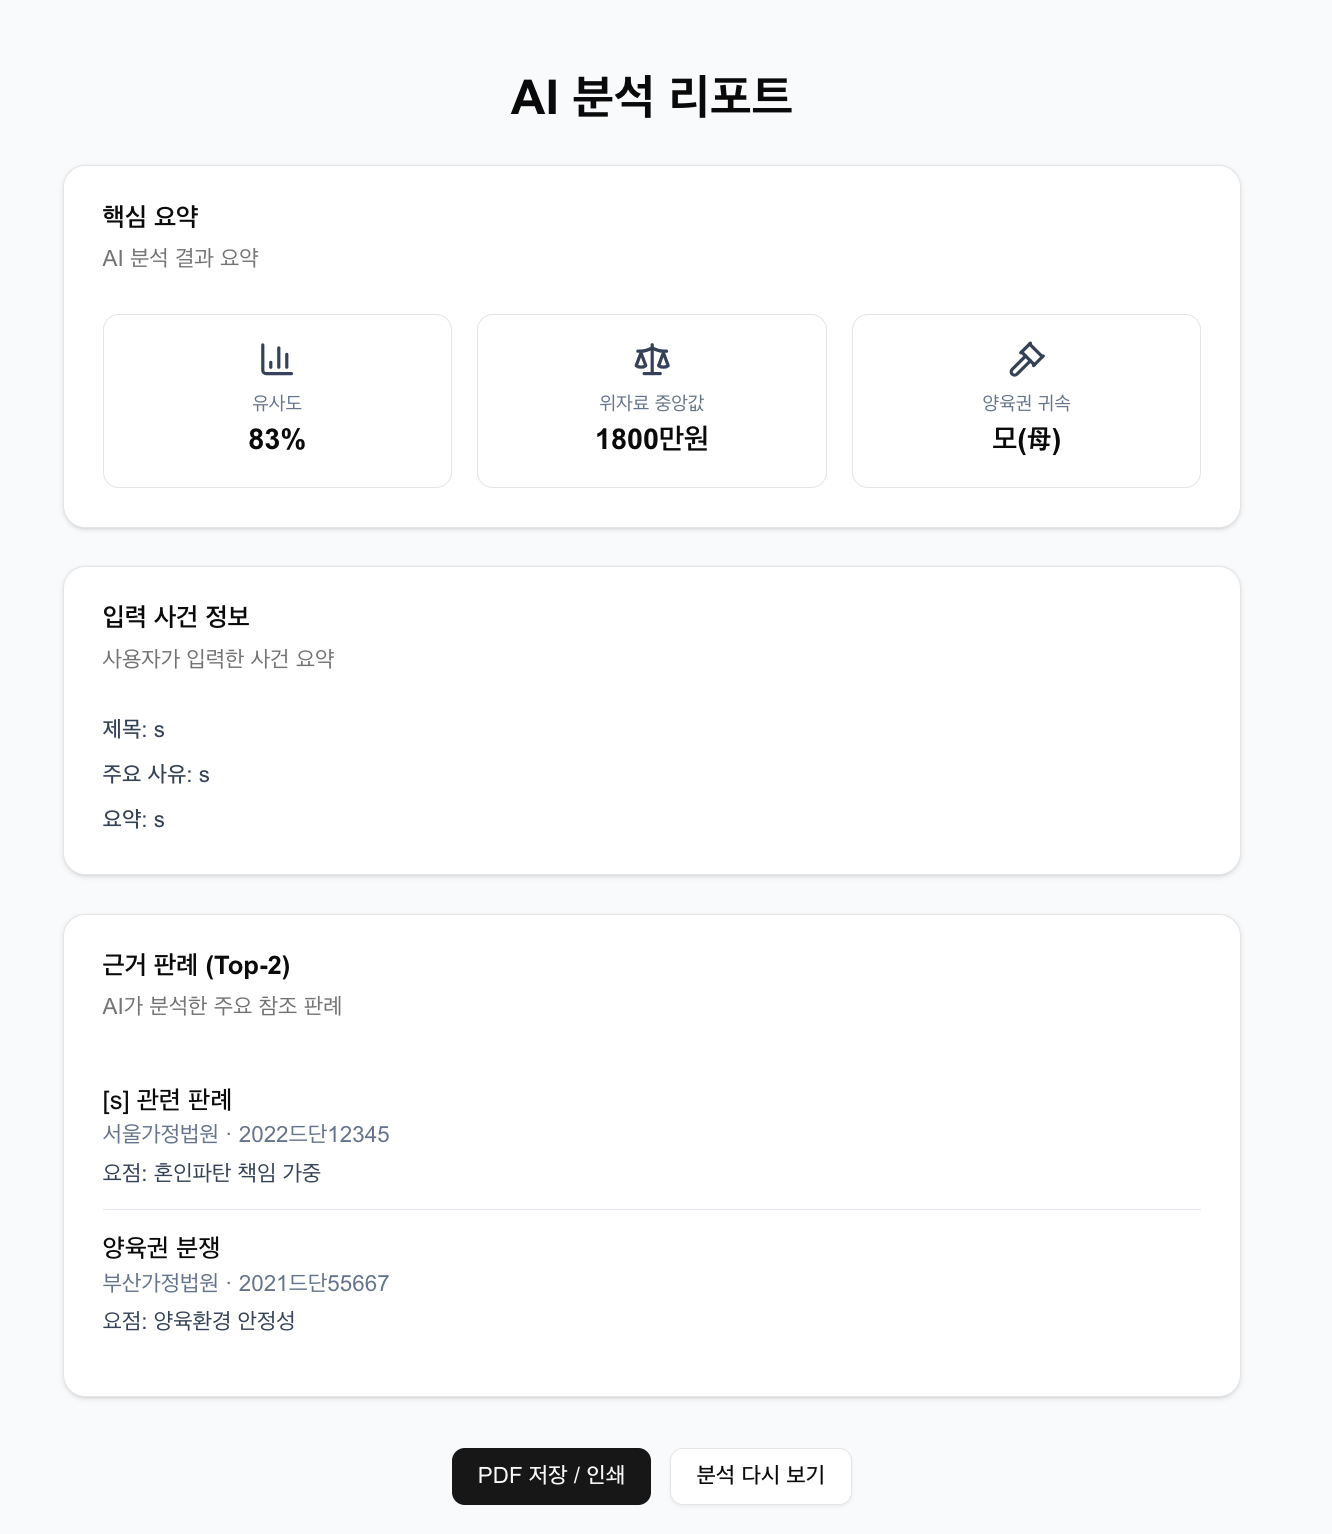 AI 분석 리포트
핵심 요약
AI 분석 결과 요약
유사도
83%
위자료 중앙값
1800만원
양육권 귀속
모(母)
입력 사건 정보
사용자가 입력한 사건 요약
제목: s
주요 사유: s
요약: s
근거 판례 (Top-2)
AI가 분석한 주요 참조 판례
[s] 관련 판례
서울가정법원 · 2022드단12345
요점: 혼인파탄 책임 가중
양육권 분쟁
부산가정법원 · 2021드단55667
요점: 양육환경 안정성
PDF 저장 / 인쇄
분석 다시 보기